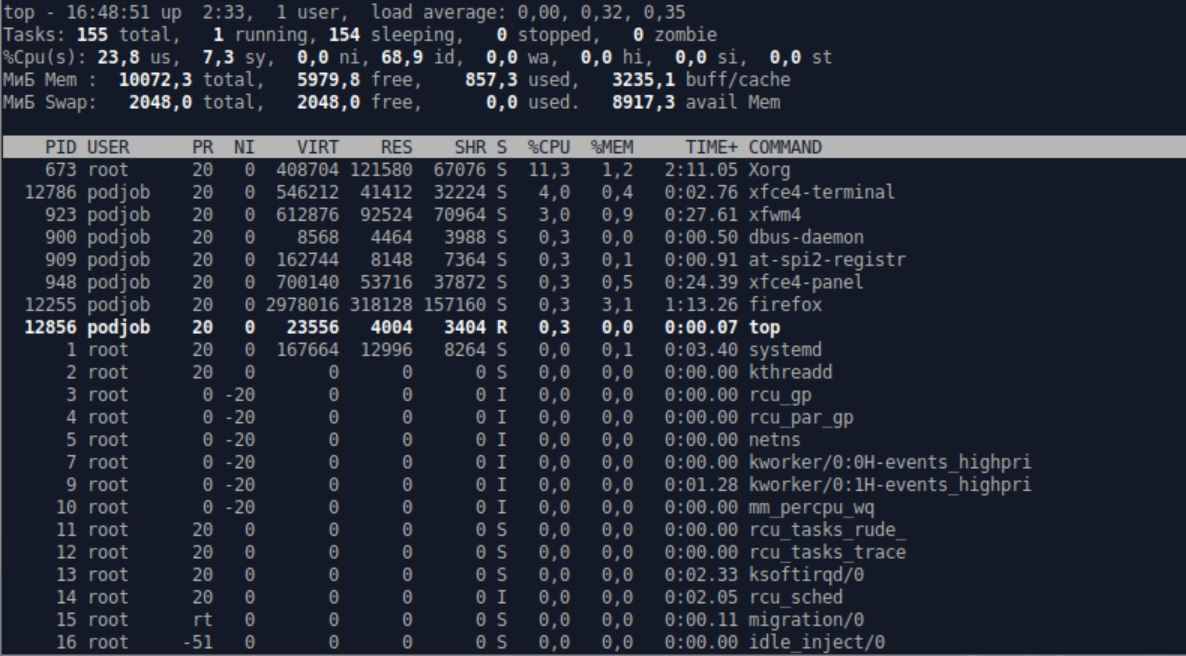 top - 16:48:51 up  2:33,  1 user,  load average: 0,00, 0,32, 0,35
Tasks: 155 total,   1 running, 154 sleeping,   0 stopped,   0 zombie
%Cpu(s): 23,8 us,  7,3 sy,  0,0 ni, 68,9 id,  0,0 wa,  0,0 hi,  0,0 si,  0,0 st
МиБ Mem :  10072,3 total,   5979,8 free,    857,3 used,   3235,1 buff/cache
МиБ Swap:   2048,0 total,   2048,0 free,      0,0 used.   8917,3 avail Mem
PID USER      PR  NI    VIRT    RES    SHR S  %CPU  %MEM     TIME+ COMMAND
673 root      20   0  408704 121580  67076 S  11,3   1,2   2:11.05 Xorg
12786 podjob    20   0  546212  41412  32224 S   4,0   0,4   0:02.76 xfce4-terminal
923 podjob    20   0  612876  92524  70964 S   3,0   0,9   0:27.61 xfwm4
900 podjob    20   0    8568   4464   3988 S   0,3   0,0   0:00.50 dbus-daemon
909 podjob    20   0  162744   8148   7364 S   0,3   0,1   0:00.91 at-spi2-registr
948 podjob    20   0  700140  53716  37872 S   0,3   0,5   0:24.39 xfce4-panel
12255 podjob    20   0 2978016 318128 157160 S   0,3   3,1   1:13.26 firefox
12856 podjob    20   0   23556   4004   3404 R   0,3   0,0   0:00.07 top
1 root      20   0  167664  12996   8264 S   0,0   0,1   0:03.40 systemd
2 root      20   0       0      0      0 S   0,0   0,0   0:00.00 kthreadd
3 root       0 -20       0      0      0 I   0,0   0,0   0:00.00 rcu_gp
4 root       0 -20       0      0      0 I   0,0   0,0   0:00.00 rcu_par_gp
5 root       0 -20       0      0      0 I   0,0   0,0   0:00.00 netns
7 root       0 -20       0      0      0 I   0,0   0,0   0:00.00 kworker/0:0H-events_highpri
9 root       0 -20       0      0      0 I   0,0   0,0   0:01.28 kworker/0:1H-events_highpri
10 root       0 -20       0      0      0 I   0,0   0,0   0:00.00 mm_percpu_wq
11 root      20   0       0      0      0 S   0,0   0,0   0:00.00 rcu_tasks_rude_
12 root      20   0       0      0      0 S   0,0   0,0   0:00.00 rcu_tasks_trace
13 root      20   0       0      0      0 S   0,0   0,0   0:02.33 ksoftirqd/0
14 root      20   0       0      0      0 I   0,0   0,0   0:02.05 rcu_sched
15 root      rt   0       0      0      0 S   0,0   0,0   0:00.11 migration/0
16 root     -51   0       0      0      0 S   0,0   0,0   0:00.00 idle_inject/0